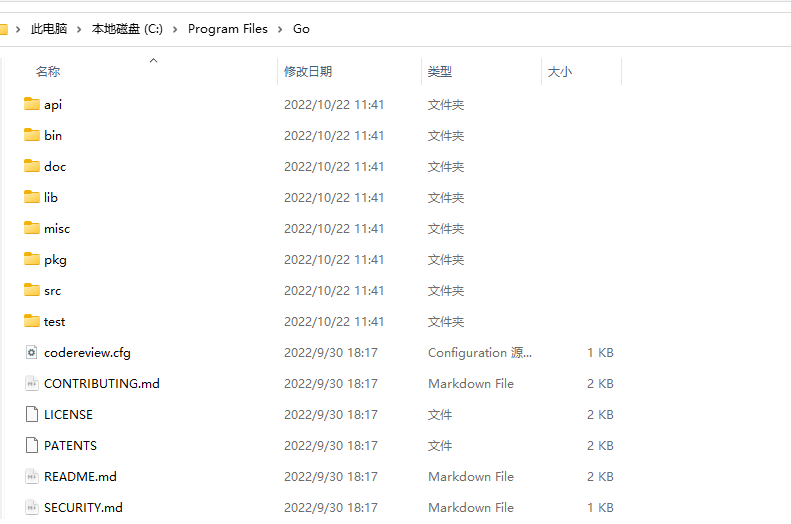 此电脑 > 本地磁盘 (C:) > Program Files > Go
名称 修改日期 类型 大小
api 2022/10/22 11:41 文件夹
bin 2022/10/22 11:41 文件夹
doc 2022/10/22 11:41 文件夹
lib 2022/10/22 11:41 文件夹
misc 2022/10/22 11:41 文件夹
pkg 2022/10/22 11:41 文件夹
src 2022/10/22 11:41 文件夹
test 2022/10/22 11:41 文件夹
codereview.cfg 2022/9/30 18:17 Configuration 源... 1 KB
CONTRIBUTING.md 2022/9/30 18:17 Markdown File 2 KB
LICENSE 2022/9/30 18:17 文件 2 KB
PATENTS 2022/9/30 18:17 文件 2 KB
README.md 2022/9/30 18:17 Markdown File 2 KB
SECURITY.md 2022/9/30 18:17 Markdown File 1 KB